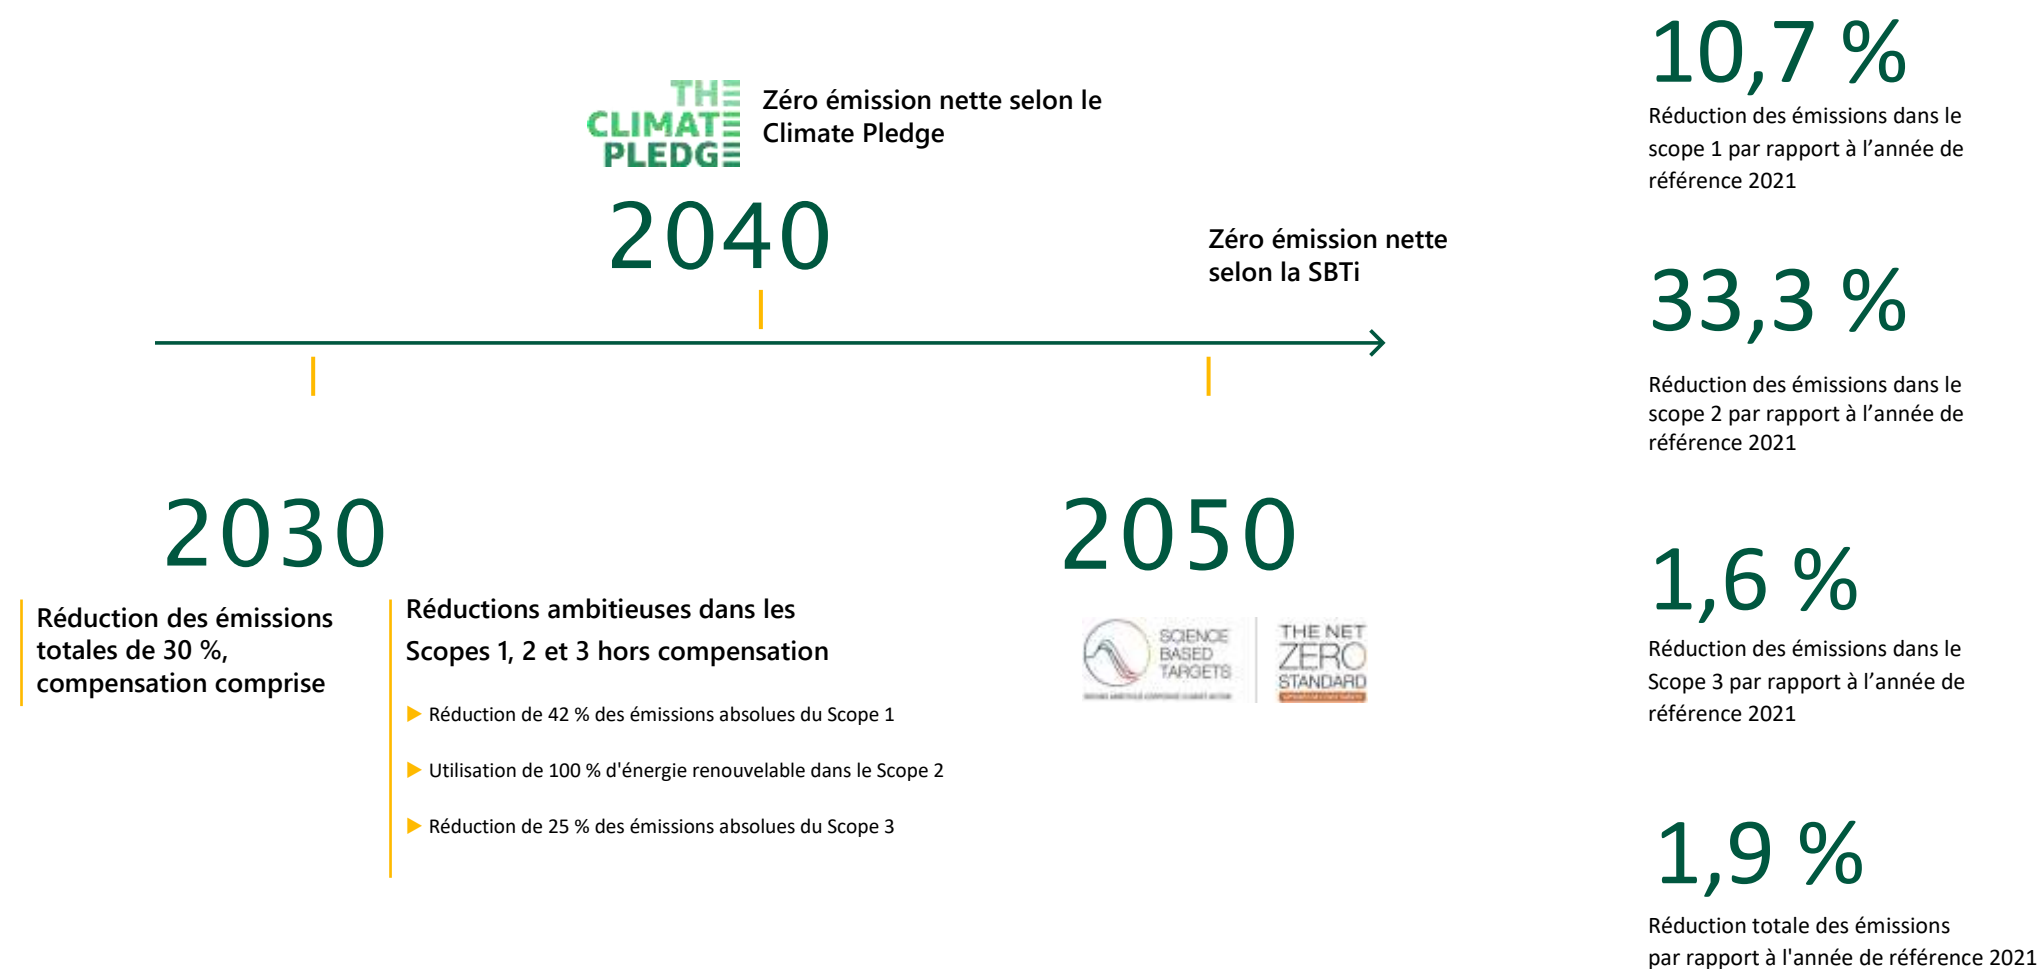 THE
CLIMATE
PLEDGE
Zéro émission nette selon le
Climate Pledge
2040
Zéro émission nette
selon la SBTi
2030
Réduction des émissions
totales de 30 %,
compensation comprise
Réductions ambitieuses dans les
Scopes 1, 2 et 3 hors compensation
Réduction de 42 % des émissions absolues du Scope 1
Utilisation de 100 % d'énergie renouvelable dans le Scope 2
Réduction de 25 % des émissions absolues du Scope 3
2050
SCIENCE
BASED
TARGETS
THE NET
ZERO
STANDARD
10,7 %
Réduction des émissions dans le
scope 1 par rapport à l’année de
référence 2021
33,3 %
Réduction des émissions dans le
scope 2 par rapport à l’année de
référence 2021
1,6 %
Réduction des émissions dans le
Scope 3 par rapport à l’année de
référence 2021
1,9 %
Réduction totale des émissions
par rapport à l'année de référence 2021